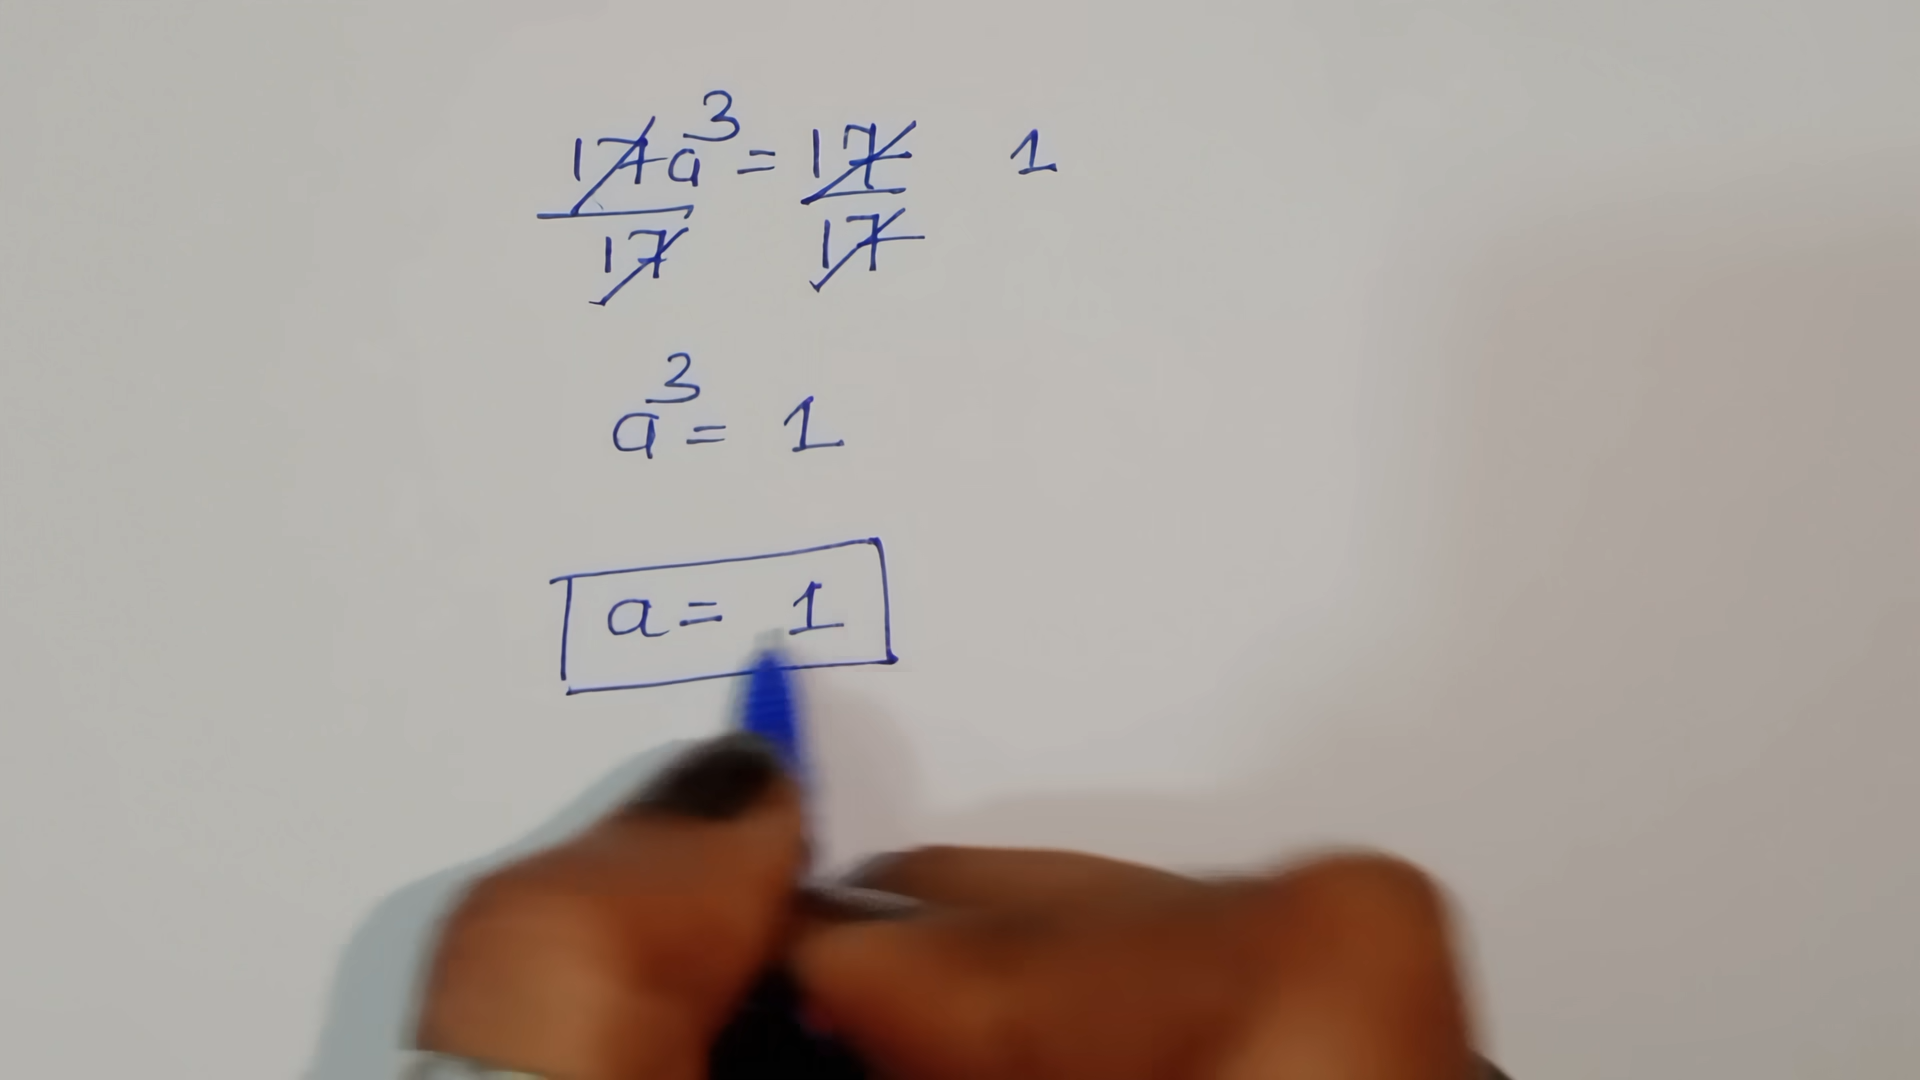 17a³ = 17 1
17 17
a³ = 1
a = 1